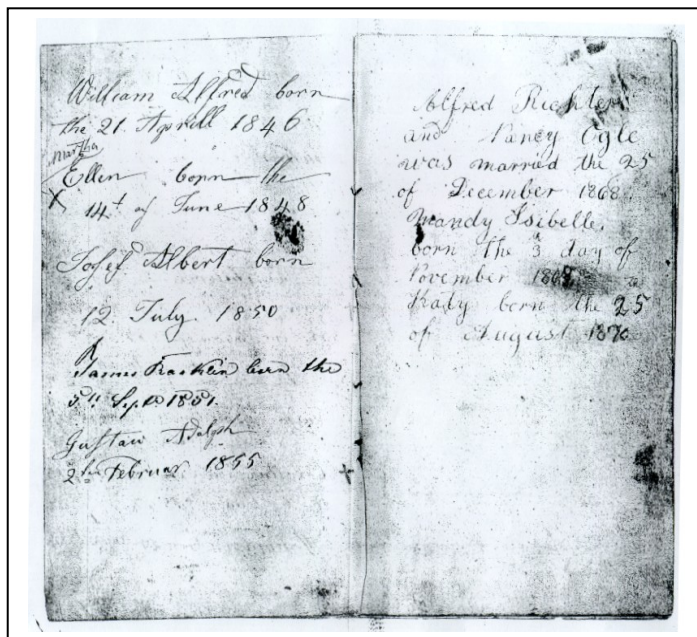 William Alfred born
the 21. Aprill 1846
Martha
Ellen born the
14t of June 1848
Josef Albert born
12 July. 1850
James Franklin born the
5th Sept 1851.
Gustav Adolph
2th Februar. 1855
Alfred Richter
and Nancy Ogle
was married the 25
of December 1868.
Mandy Isibelle,
born the 3 day of
November 1868
Kady born the 25
of August 1870